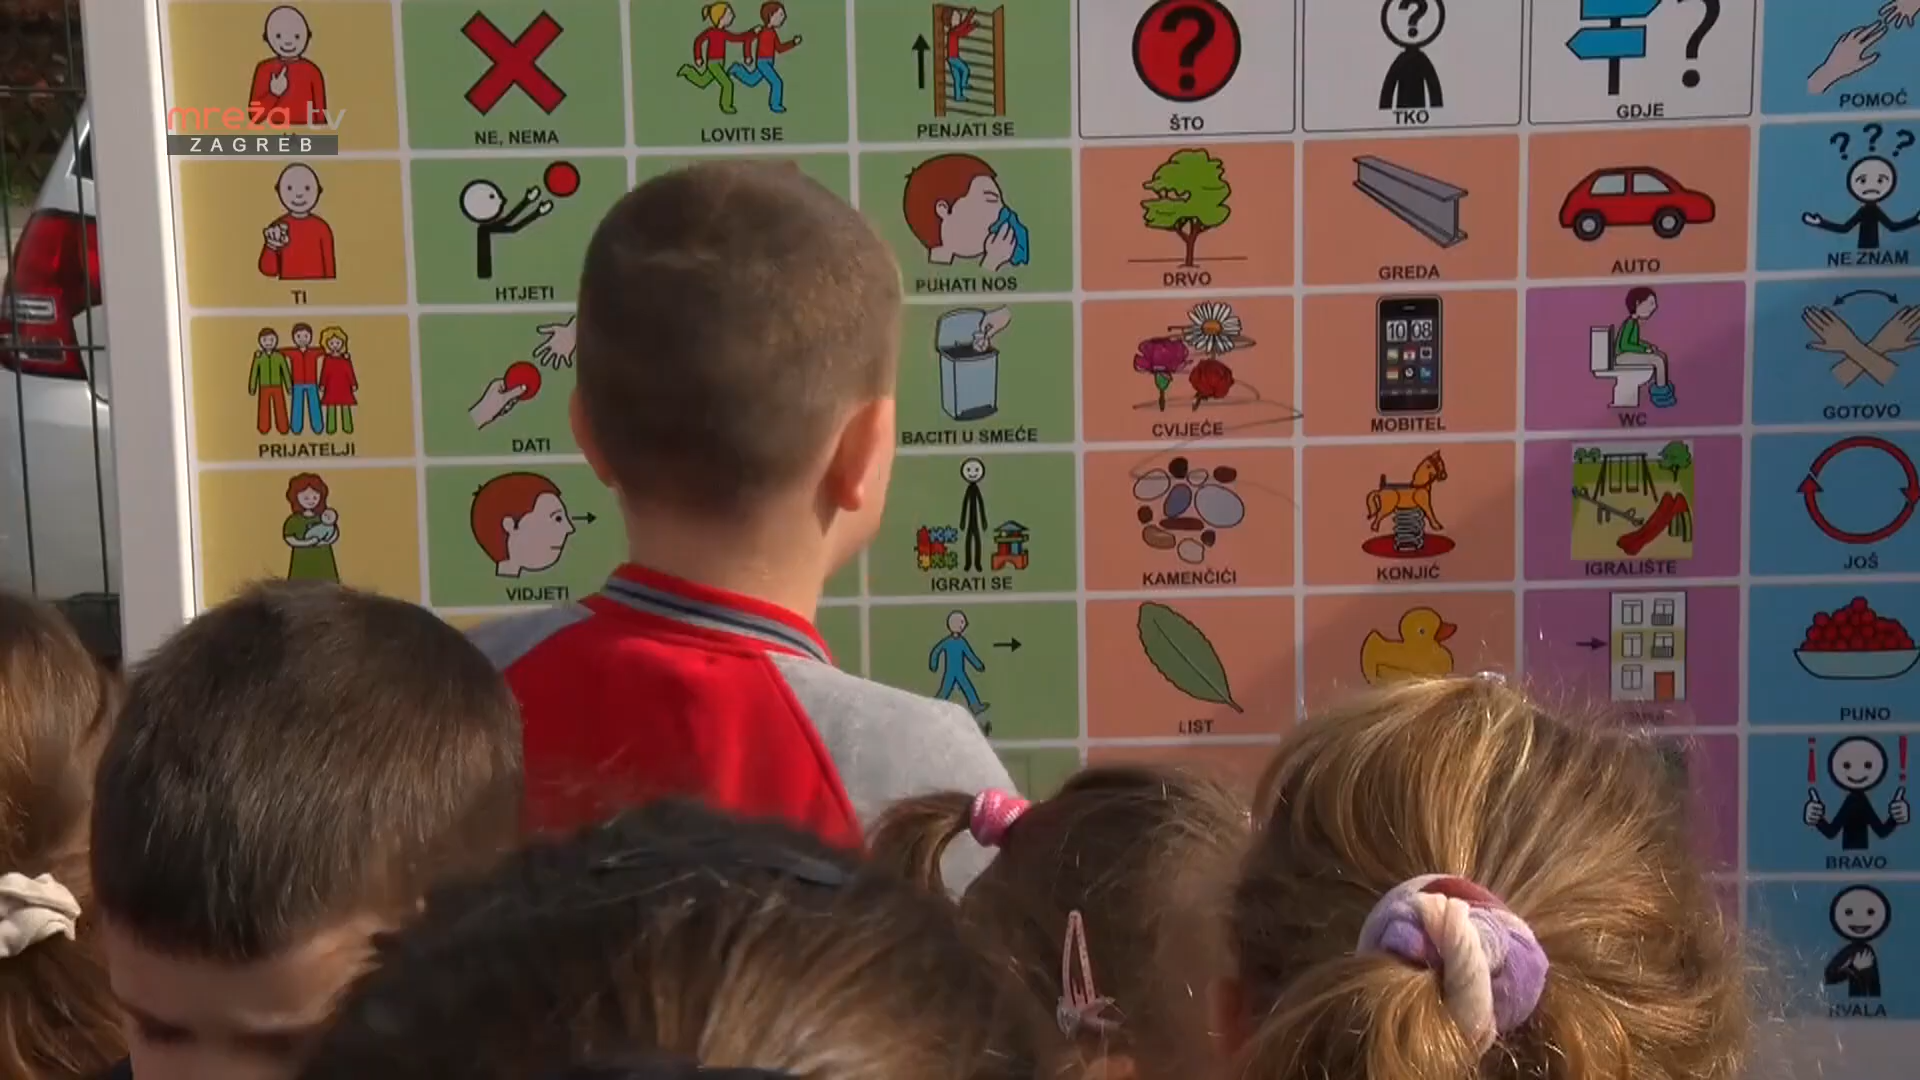 mreža tv
ZAGREB
NE, NEMA
LOVITI SE
PENJATI SE
ŠTO
TKO
GDJE
POMOĆ
TI
HTJETI
PUHATI NOS
DRVO
GREDA
AUTO
NE ZNAM
PRIJATELJI
DATI
BACITI U SMEĆE
CVIJEĆE
10 08
MOBITEL
WC
GOTOVO
VIDJETI
IGRATI SE
KAMENČIĆI
KONJIĆ
IGRALIŠTE
JOŠ
LIST
PUNO
BRAVO
HVALA